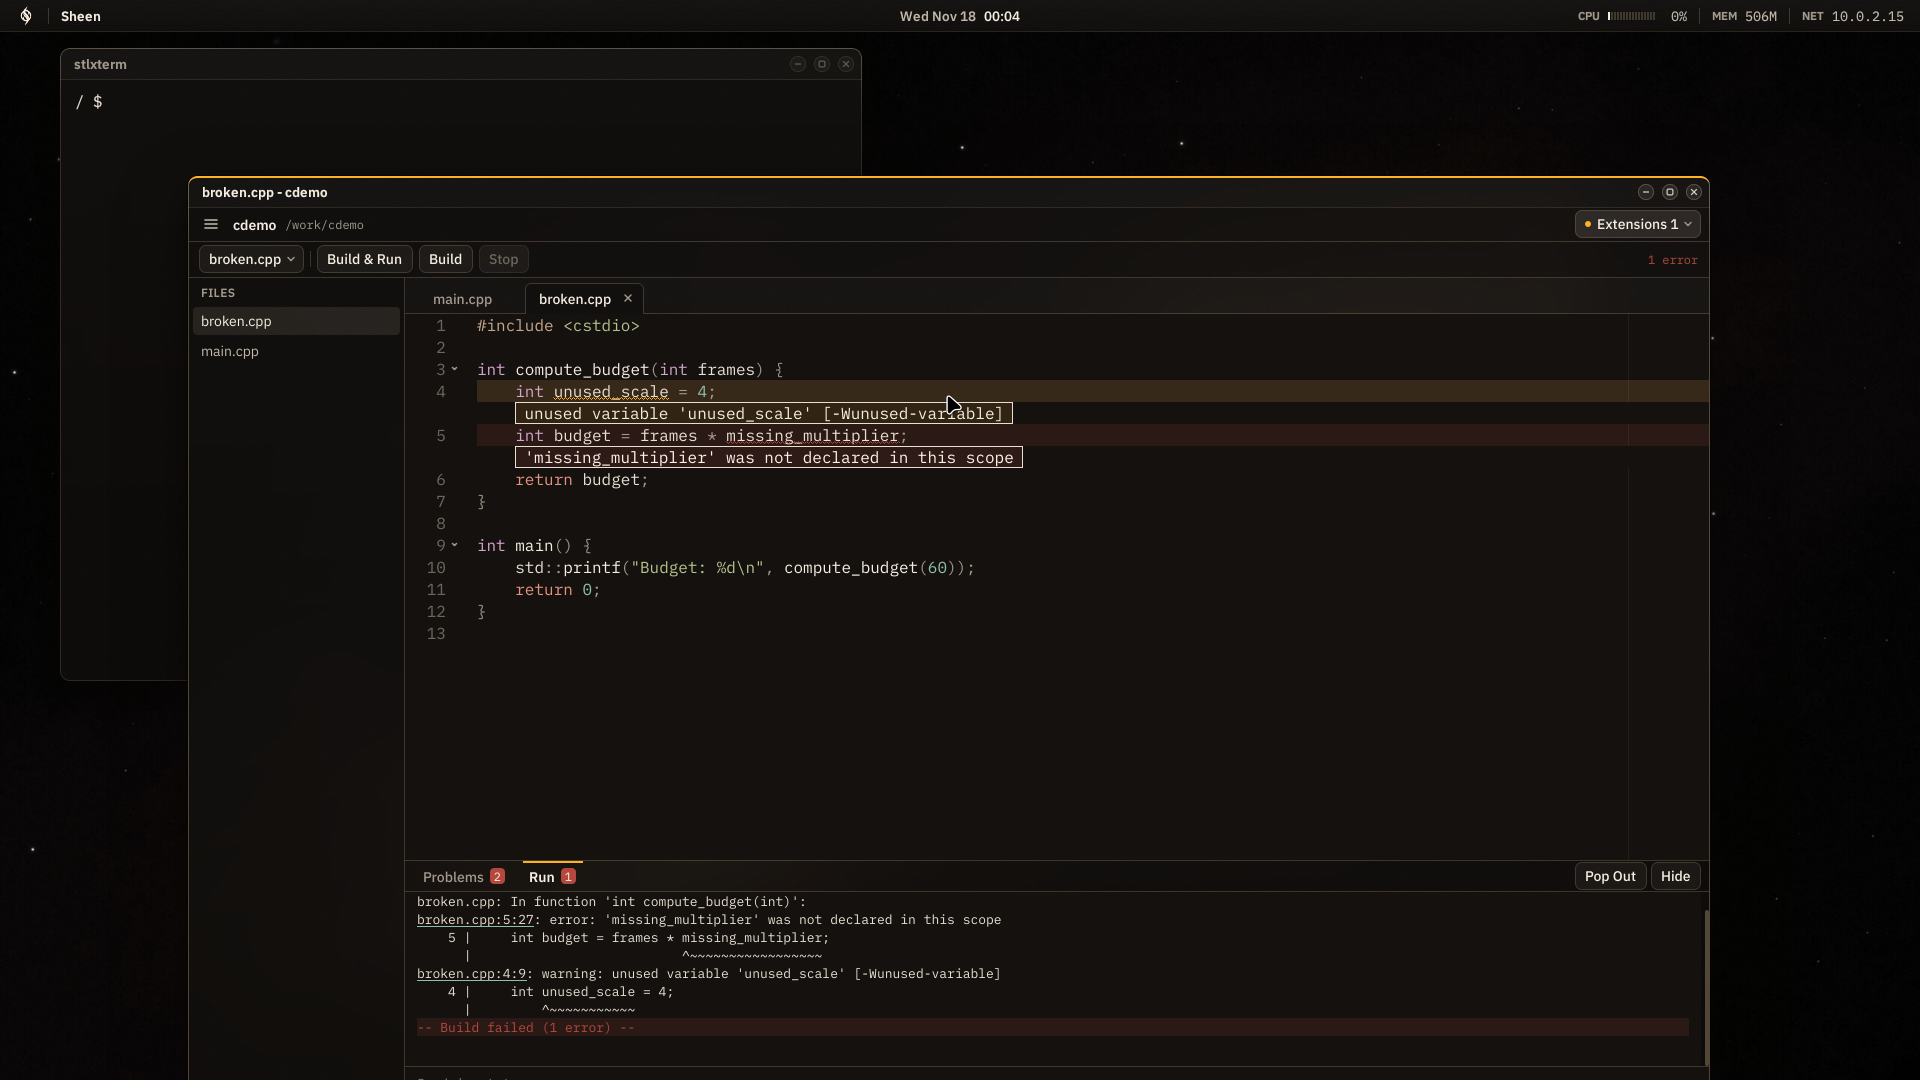 Sheen
Wed Nov 18 00:04
CPU 0% MEM 506M NET 10.0.2.15
stlxterm
/ $
broken.cpp - cdemo
cdemo /work/cdemo
Extensions 1
broken.cpp Build & Run Build Stop
1 error
FILES
broken.cpp
main.cpp
main.cpp broken.cpp
1 #include <cstdio>
2
3 int compute_budget(int frames) {
4 int unused_scale = 4;
unused variable 'unused_scale' [-Wunused-variable]
5 int budget = frames * missing_multiplier;
'missing_multiplier' was not declared in this scope
6 return budget;
7 }
8
9 int main() {
10 std::printf("Budget: %d\n", compute_budget(60));
11 return 0;
12 }
13
Problems 2 Run 1
Pop Out Hide
broken.cpp: In function 'int compute_budget(int)':
broken.cpp:5:27: error: 'missing_multiplier' was not declared in this scope
5 | int budget = frames * missing_multiplier;
| ^~~~~~~~~~~~~~~~~~
broken.cpp:4:9: warning: unused variable 'unused_scale' [-Wunused-variable]
4 | int unused_scale = 4;
| ^~~~~~~~~~~~
-- Build failed (1 error) --